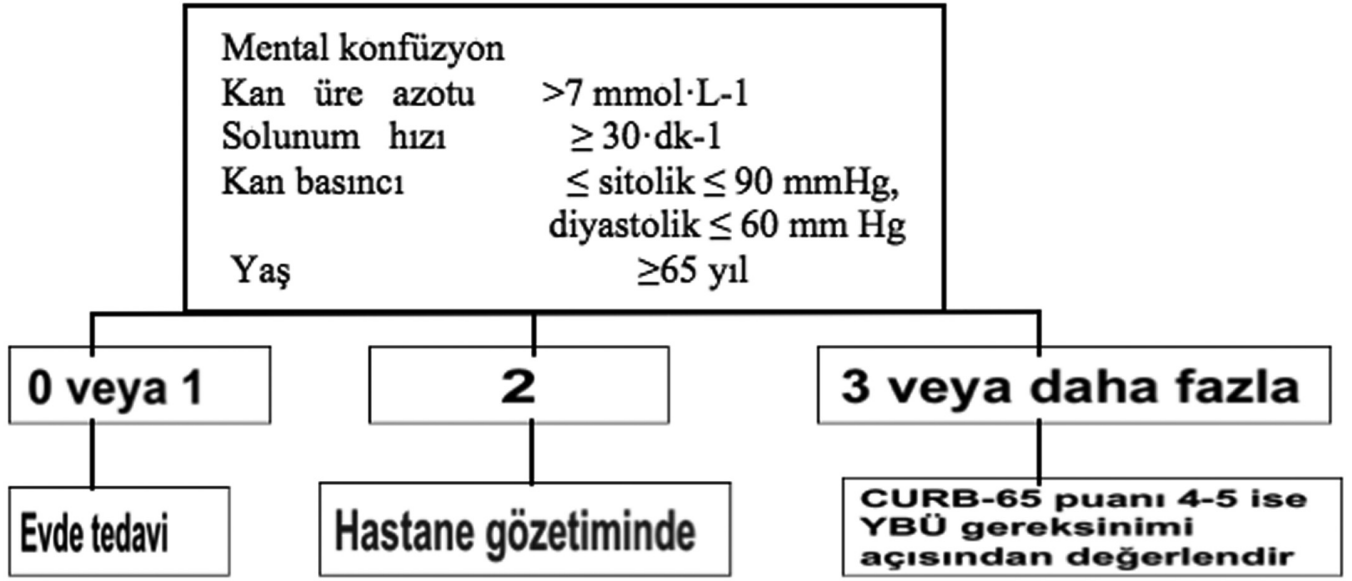 Mental konfüzyon
Kan üre azotu >7 mmol·L-1
Solunum hızı ≥ 30·dk-1
Kan basıncı ≤ sitolik ≤ 90 mmHg,
diyastolik ≤ 60 mm Hg
Yaş ≥65 yıl
0 veya 1
2
3 veya daha fazla
Evde tedavi
Hastane gözetiminde
CURB-65 puanı 4-5 ise
YBÜ gereksinimi
açısından değerlendir